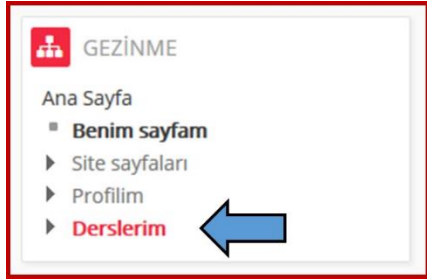 GEZİNME
Ana Sayfa
Benim sayfam
Site sayfaları
Profilim
Derslerim